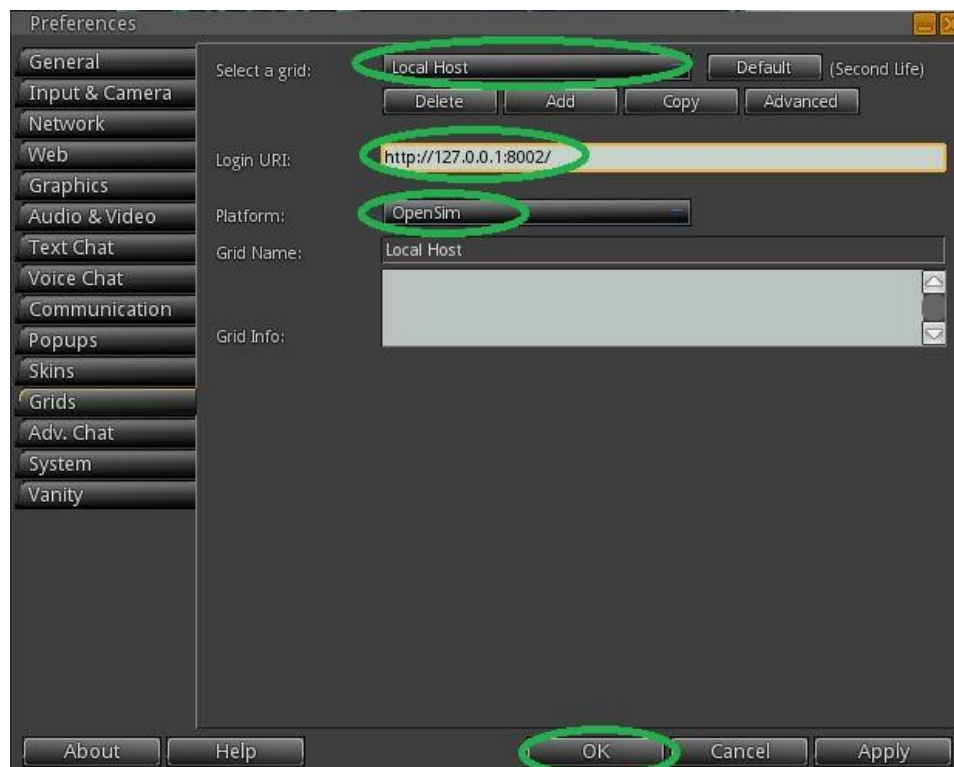 Preferences
General
Input & Camera
Network
Web
Graphics
Audio & Video
Text Chat
Voice Chat
Communication
Popups
Skins
Grids
Adv. Chat
System
Vanity
Select a grid: Local Host Default (Second Life)
Delete Add Copy Advanced
Login URI: http://127.0.0.1:8002/
Platform: OpenSim
Grid Name: Local Host
Grid Info:
About Help OK Cancel Apply